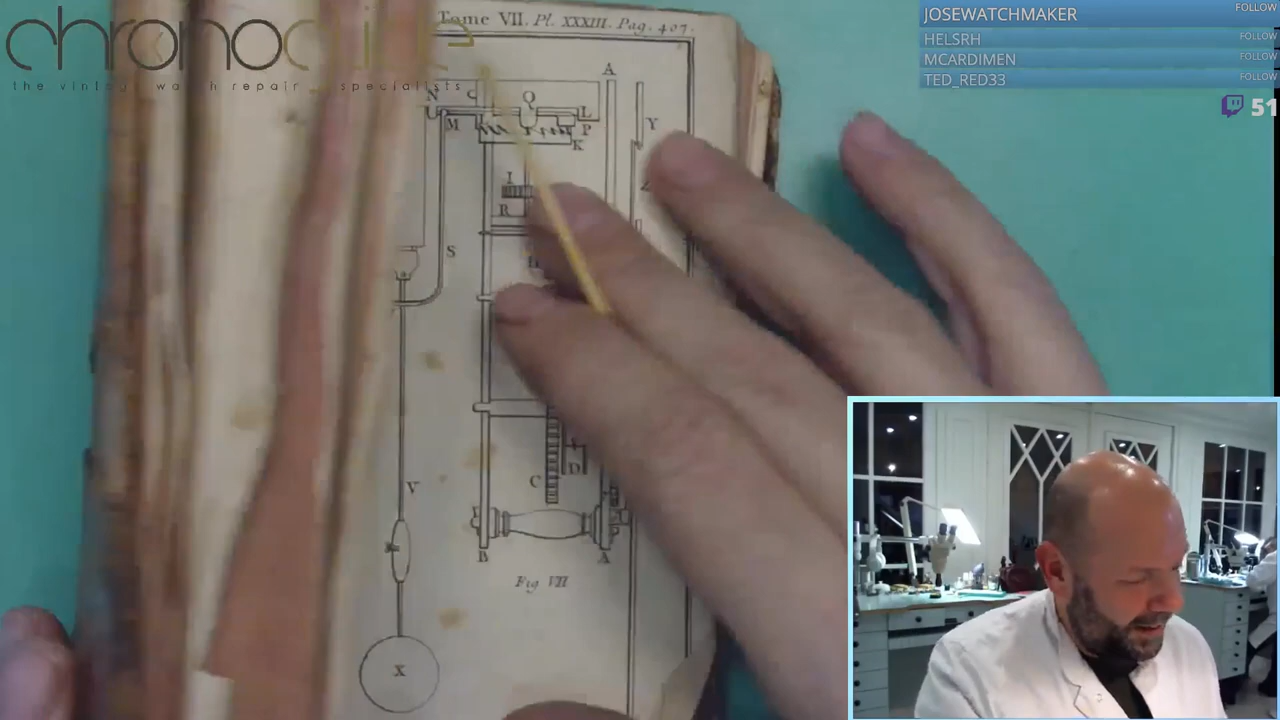 chronoglide
the vintage watch repair specialists
Tome VII. Pl. XXXIII. Pag. 407.
JOSEWATCHMAKER
FOLLOW
HELSRH
FOLLOW
MCARDIMEN
FOLLOW
TED_RED33
FOLLOW
51
A
N
Q
L
M
P
Y
K
I
R
S
D
C
V
B
A
Fig VII
X